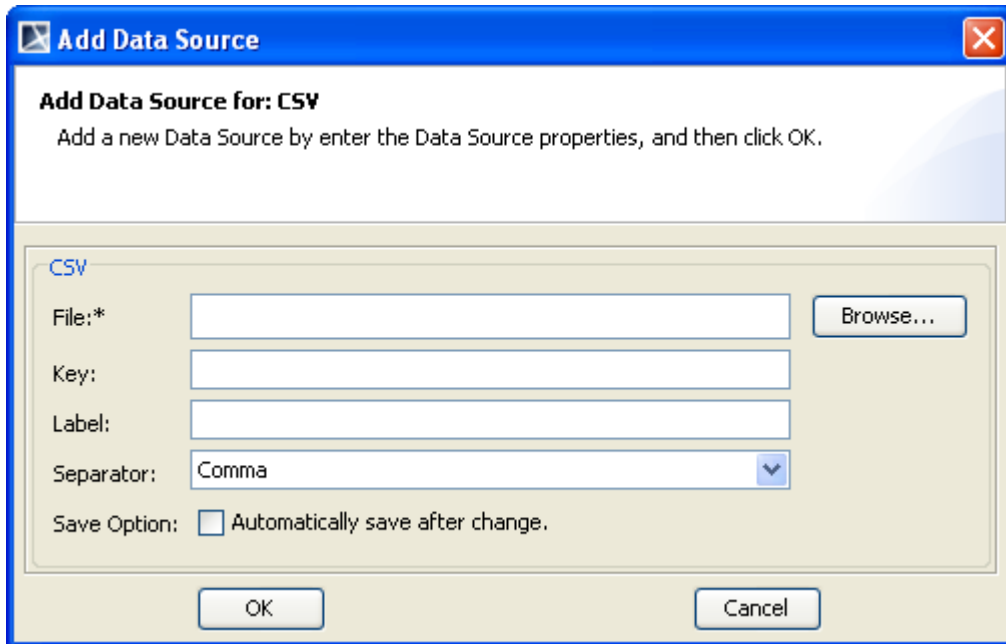 Add Data Source
Add Data Source for: CSV
Add a new Data Source by enter the Data Source properties, and then click OK.
CSV
File:*
Browse...
Key:
Label:
Separator: Comma
Save Option: Automatically save after change.
OK Cancel